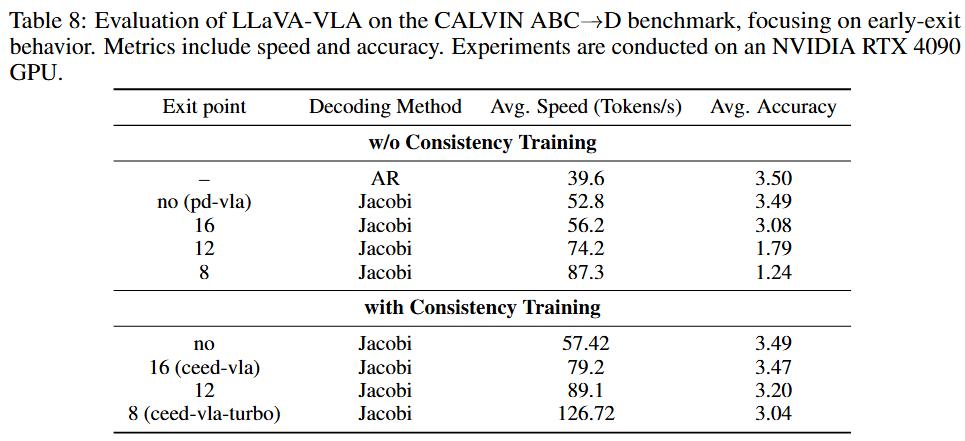 Table 8: Evaluation of LLaVA-VLA on the CALVIN ABC→D benchmark, focusing on early-exit
behavior. Metrics include speed and accuracy. Experiments are conducted on an NVIDIA RTX 4090
GPU.
Exit point Decoding Method Avg. Speed (Tokens/s) Avg. Accuracy
w/o Consistency Training
– AR 39.6 3.50
no (pd-vla) Jacobi 52.8 3.49
16 Jacobi 56.2 3.08
12 Jacobi 74.2 1.79
8 Jacobi 87.3 1.24
with Consistency Training
no Jacobi 57.42 3.49
16 (ceed-vla) Jacobi 79.2 3.47
12 Jacobi 89.1 3.20
8 (ceed-vla-turbo) Jacobi 126.72 3.04